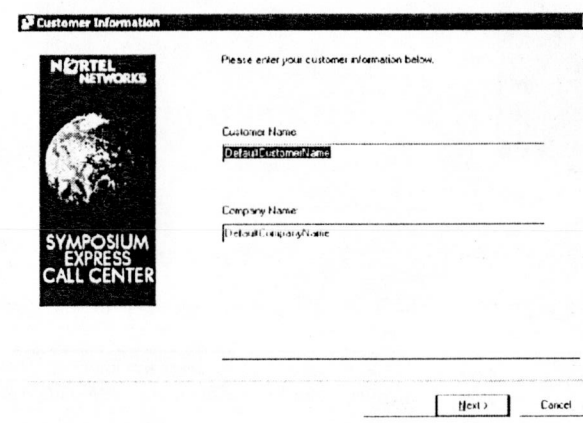 Customer Information
NORTEL
NETWORKS
SYMPOSIUM
EXPRESS
CALL CENTER
Please enter your customer information below.
Customer Name:
DefaultCustomerName
Company Name:
DefaultCompanyName
Next >
Cancel